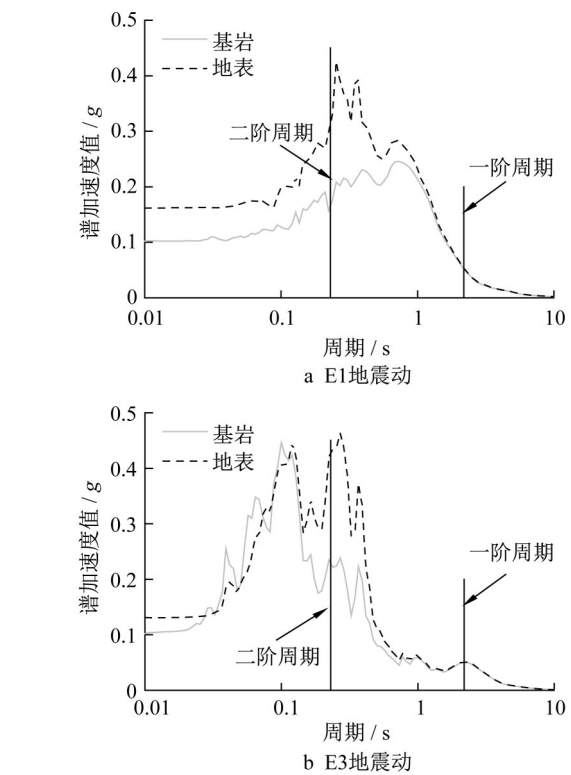 0.5
基岩
地表
0.4
0.3
二阶周期
0.2
一阶周期
0.1
0
谱加速度值 / g
0.01
0.1
1
10
周期 / s
a E1地震动
0.5
基岩
地表
0.4
0.3
一阶周期
0.2
0.1
二阶周期
0
谱加速度值 / g
0.01
0.1
1
10
周期 / s
b E3地震动